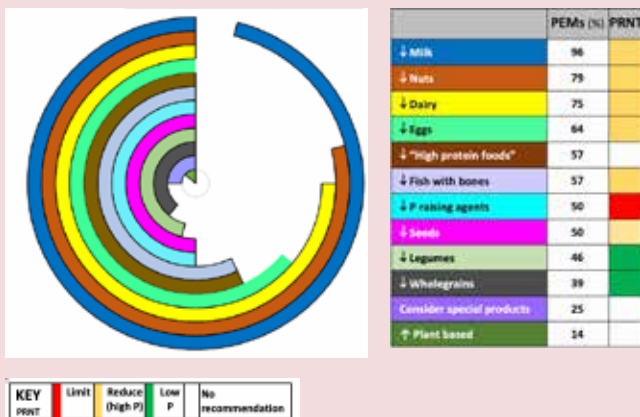 PEMs (%) PRNT
↓ Milk 96
↓ Nuts 79
↓ Dairy 75
↓ Eggs 64
↓ "High protein foods" 57
↓ Fish with bones 57
↓ P raising agents 50
↓ Seeds 50
↓ Legumes 46
↓ Wholegrains 39
Consider special products 25
↑ Plant based 14
KEY PRNT Limit Reduce (high P) Low P No recommendation